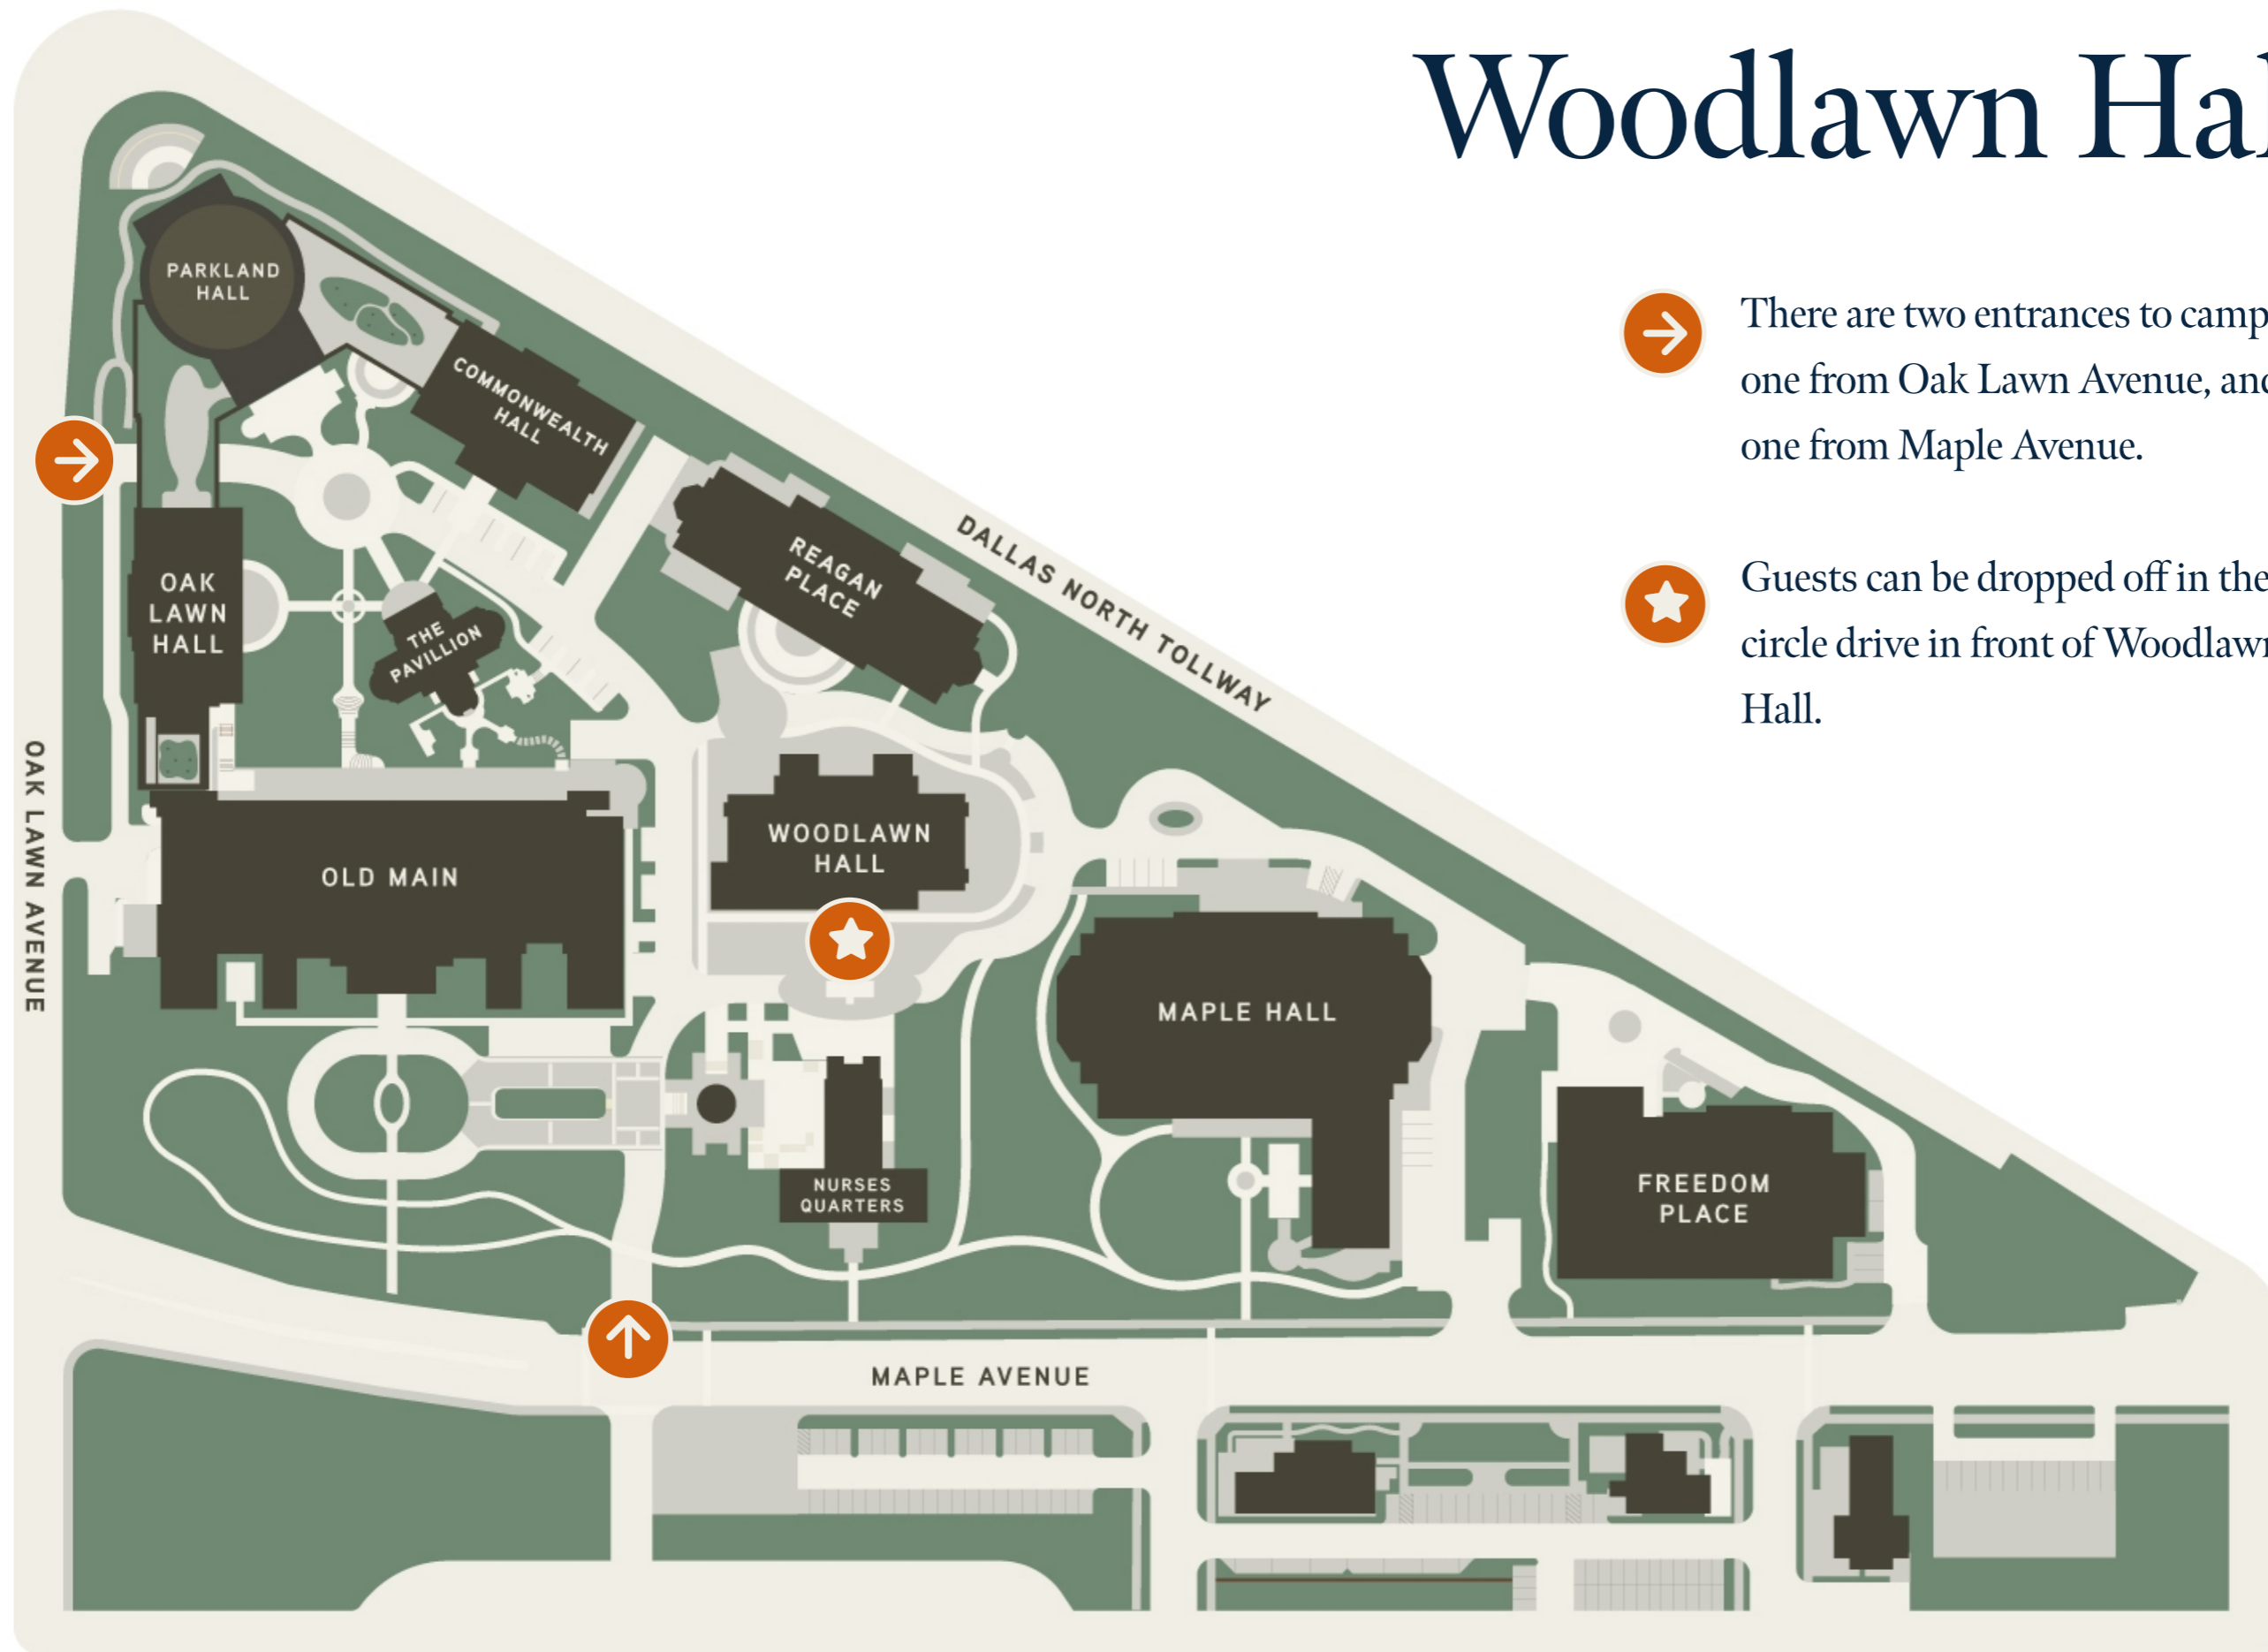 Woodlawn Hal
There are two entrances to camp
one from Oak Lawn Avenue, and
one from Maple Avenue.
Guests can be dropped off in the
circle drive in front of Woodlawn
Hall.
PARKLAND
HALL
COMMONWEALTH
HALL
REAGAN
PLACE
DALLAS NORTH TOLLWAY
OAK
LAWN
HALL
THE
PAVILLION
OAK LAWN AVENUE
OLD MAIN
WOODLAWN
HALL
MAPLE HALL
NURSES
QUARTERS
FREEDOM
PLACE
MAPLE AVENUE